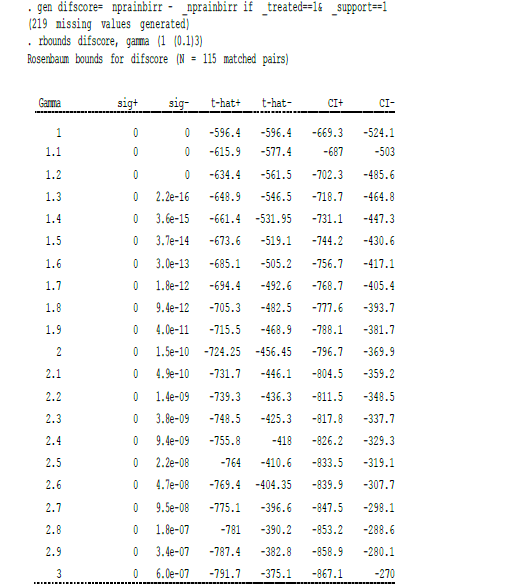 . gen difscore= nprainbirr - _nprainbirr if _treated==1& _support==1
(219 missing values generated)
. rbounds difscore, gamma (1 (0.1)3)
Rosenbaum bounds for difscore (N = 115 matched pairs)
Gamma sig+ sig- t-hat+ t-hat- CI+ CI-
1 0 0 -596.4 -596.4 -669.3 -524.1
1.1 0 0 -615.9 -577.4 -687 -503
1.2 0 0 -634.4 -561.5 -702.3 -485.6
1.3 0 2.2e-16 -648.9 -546.5 -718.7 -464.8
1.4 0 3.6e-15 -661.4 -531.95 -731.1 -447.3
1.5 0 3.7e-14 -673.6 -519.1 -744.2 -430.6
1.6 0 3.0e-13 -685.1 -505.2 -756.7 -417.1
1.7 0 1.8e-12 -694.4 -492.6 -768.7 -405.4
1.8 0 9.4e-12 -705.3 -482.5 -777.6 -393.7
1.9 0 4.0e-11 -715.5 -468.9 -788.1 -381.7
2 0 1.5e-10 -724.25 -456.45 -796.7 -369.9
2.1 0 4.9e-10 -731.7 -446.1 -804.5 -359.2
2.2 0 1.4e-09 -739.3 -436.3 -811.5 -348.5
2.3 0 3.8e-09 -748.5 -425.3 -817.8 -337.7
2.4 0 9.4e-09 -755.8 -418 -826.2 -329.3
2.5 0 2.2e-08 -764 -410.6 -833.5 -319.1
2.6 0 4.7e-08 -769.4 -404.35 -839.9 -307.7
2.7 0 9.5e-08 -775.1 -396.6 -847.5 -298.1
2.8 0 1.8e-07 -781 -390.2 -853.2 -288.6
2.9 0 3.4e-07 -787.4 -382.8 -858.9 -280.1
3 0 6.0e-07 -791.7 -375.1 -867.1 -270